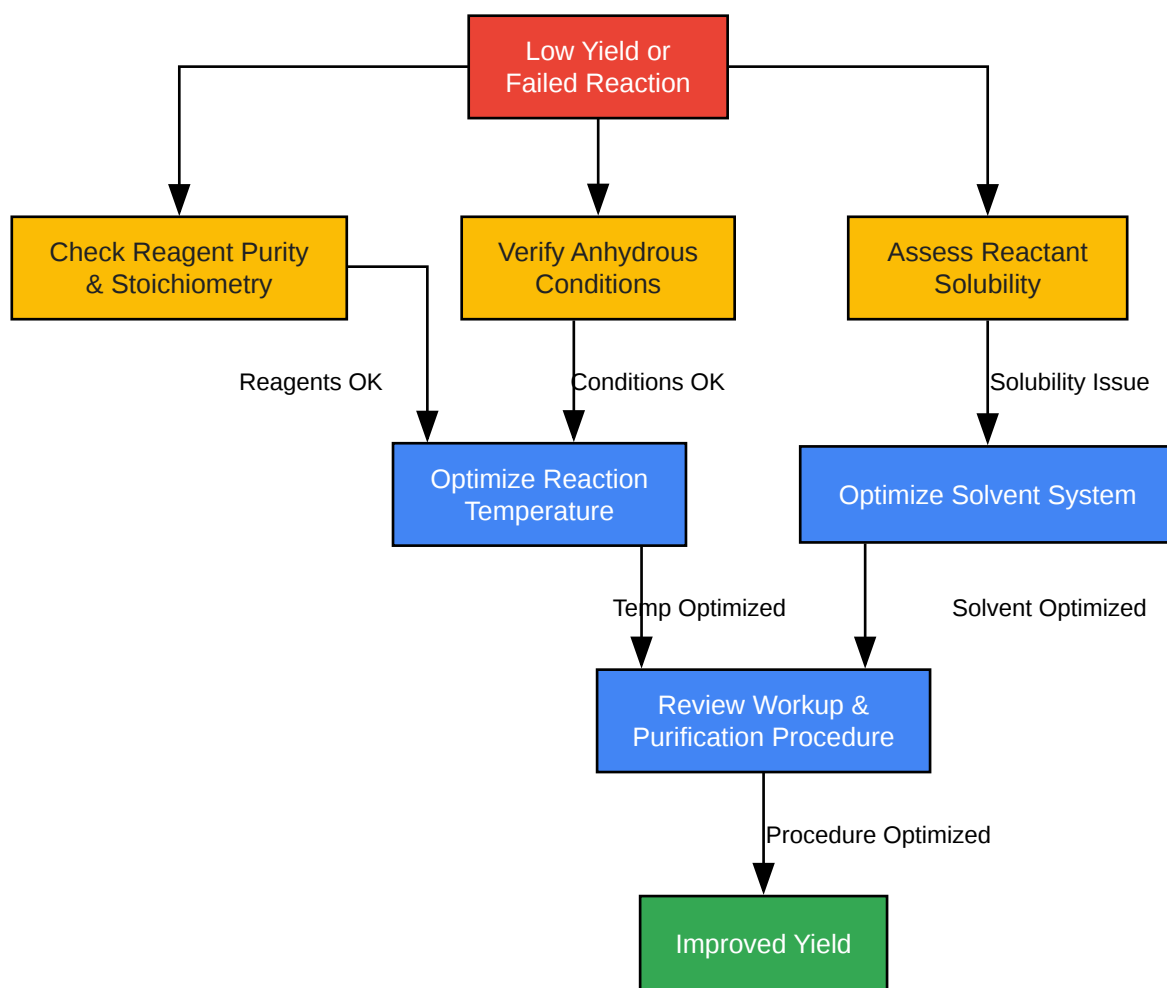 Low Yield or
Failed Reaction
Check Reagent Purity
& Stoichiometry
Verify Anhydrous
Conditions
Assess Reactant
Solubility
Reagents OK
Conditions OK
Solubility Issue
Optimize Reaction
Temperature
Optimize Solvent System
Temp Optimized
Solvent Optimized
Review Workup &
Purification Procedure
Procedure Optimized
Improved Yield